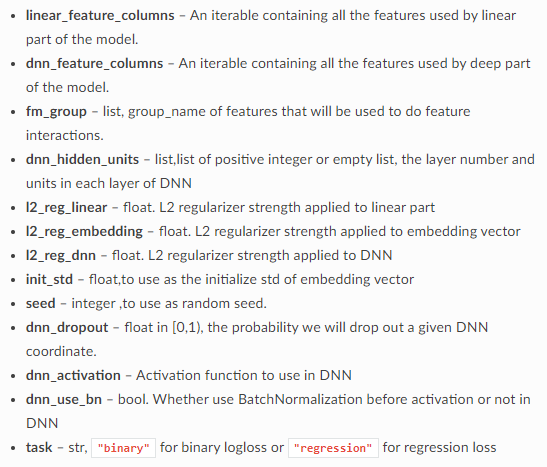 • linear_feature_columns – An iterable containing all the features used by linear
part of the model.
• dnn_feature_columns – An iterable containing all the features used by deep part
of the model.
• fm_group – list, group_name of features that will be used to do feature
interactions.
• dnn_hidden_units – list,list of positive integer or empty list, the layer number and
units in each layer of DNN
• l2_reg_linear – float. L2 regularizer strength applied to linear part
• l2_reg_embedding – float. L2 regularizer strength applied to embedding vector
• l2_reg_dnn – float. L2 regularizer strength applied to DNN
• init_std – float,to use as the initialize std of embedding vector
• seed – integer ,to use as random seed.
• dnn_dropout – float in [0,1), the probability we will drop out a given DNN
coordinate.
• dnn_activation – Activation function to use in DNN
• dnn_use_bn – bool. Whether use BatchNormalization before activation or not in
DNN
• task – str, "binary" for binary logloss or "regression" for regression loss